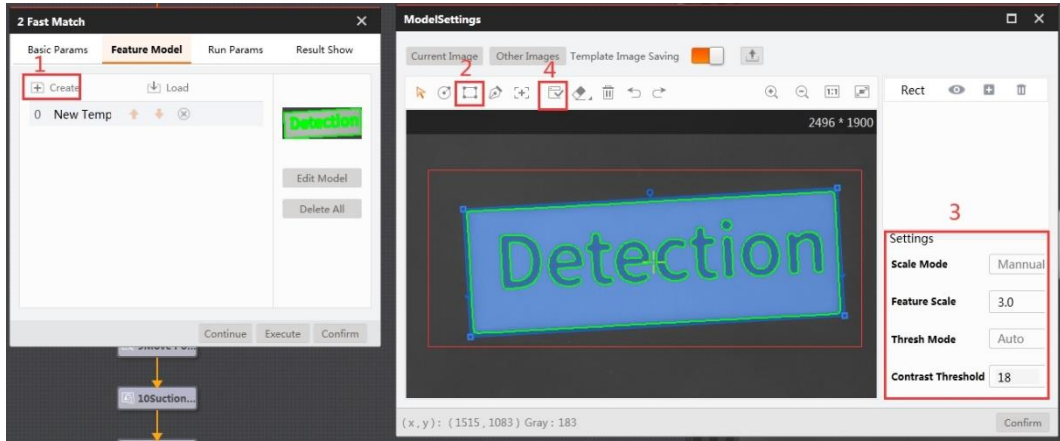 2 Fast Match
Basic Params Feature Model Run Params Result Show
1
Create Load
0 New Temp
Detection
Edit Model
Delete All
Continue Execute Confirm
10Suction...
ModelSettings
Current Image Other Images Template Image Saving
2 4
1:1
Rect
2496 * 1900
Detection
3
Settings
Scale Mode Mannual
Feature Scale 3.0
Thresh Mode Auto
Contrast Threshold 18
(x,y): (1515,1083) Gray: 183
Confirm